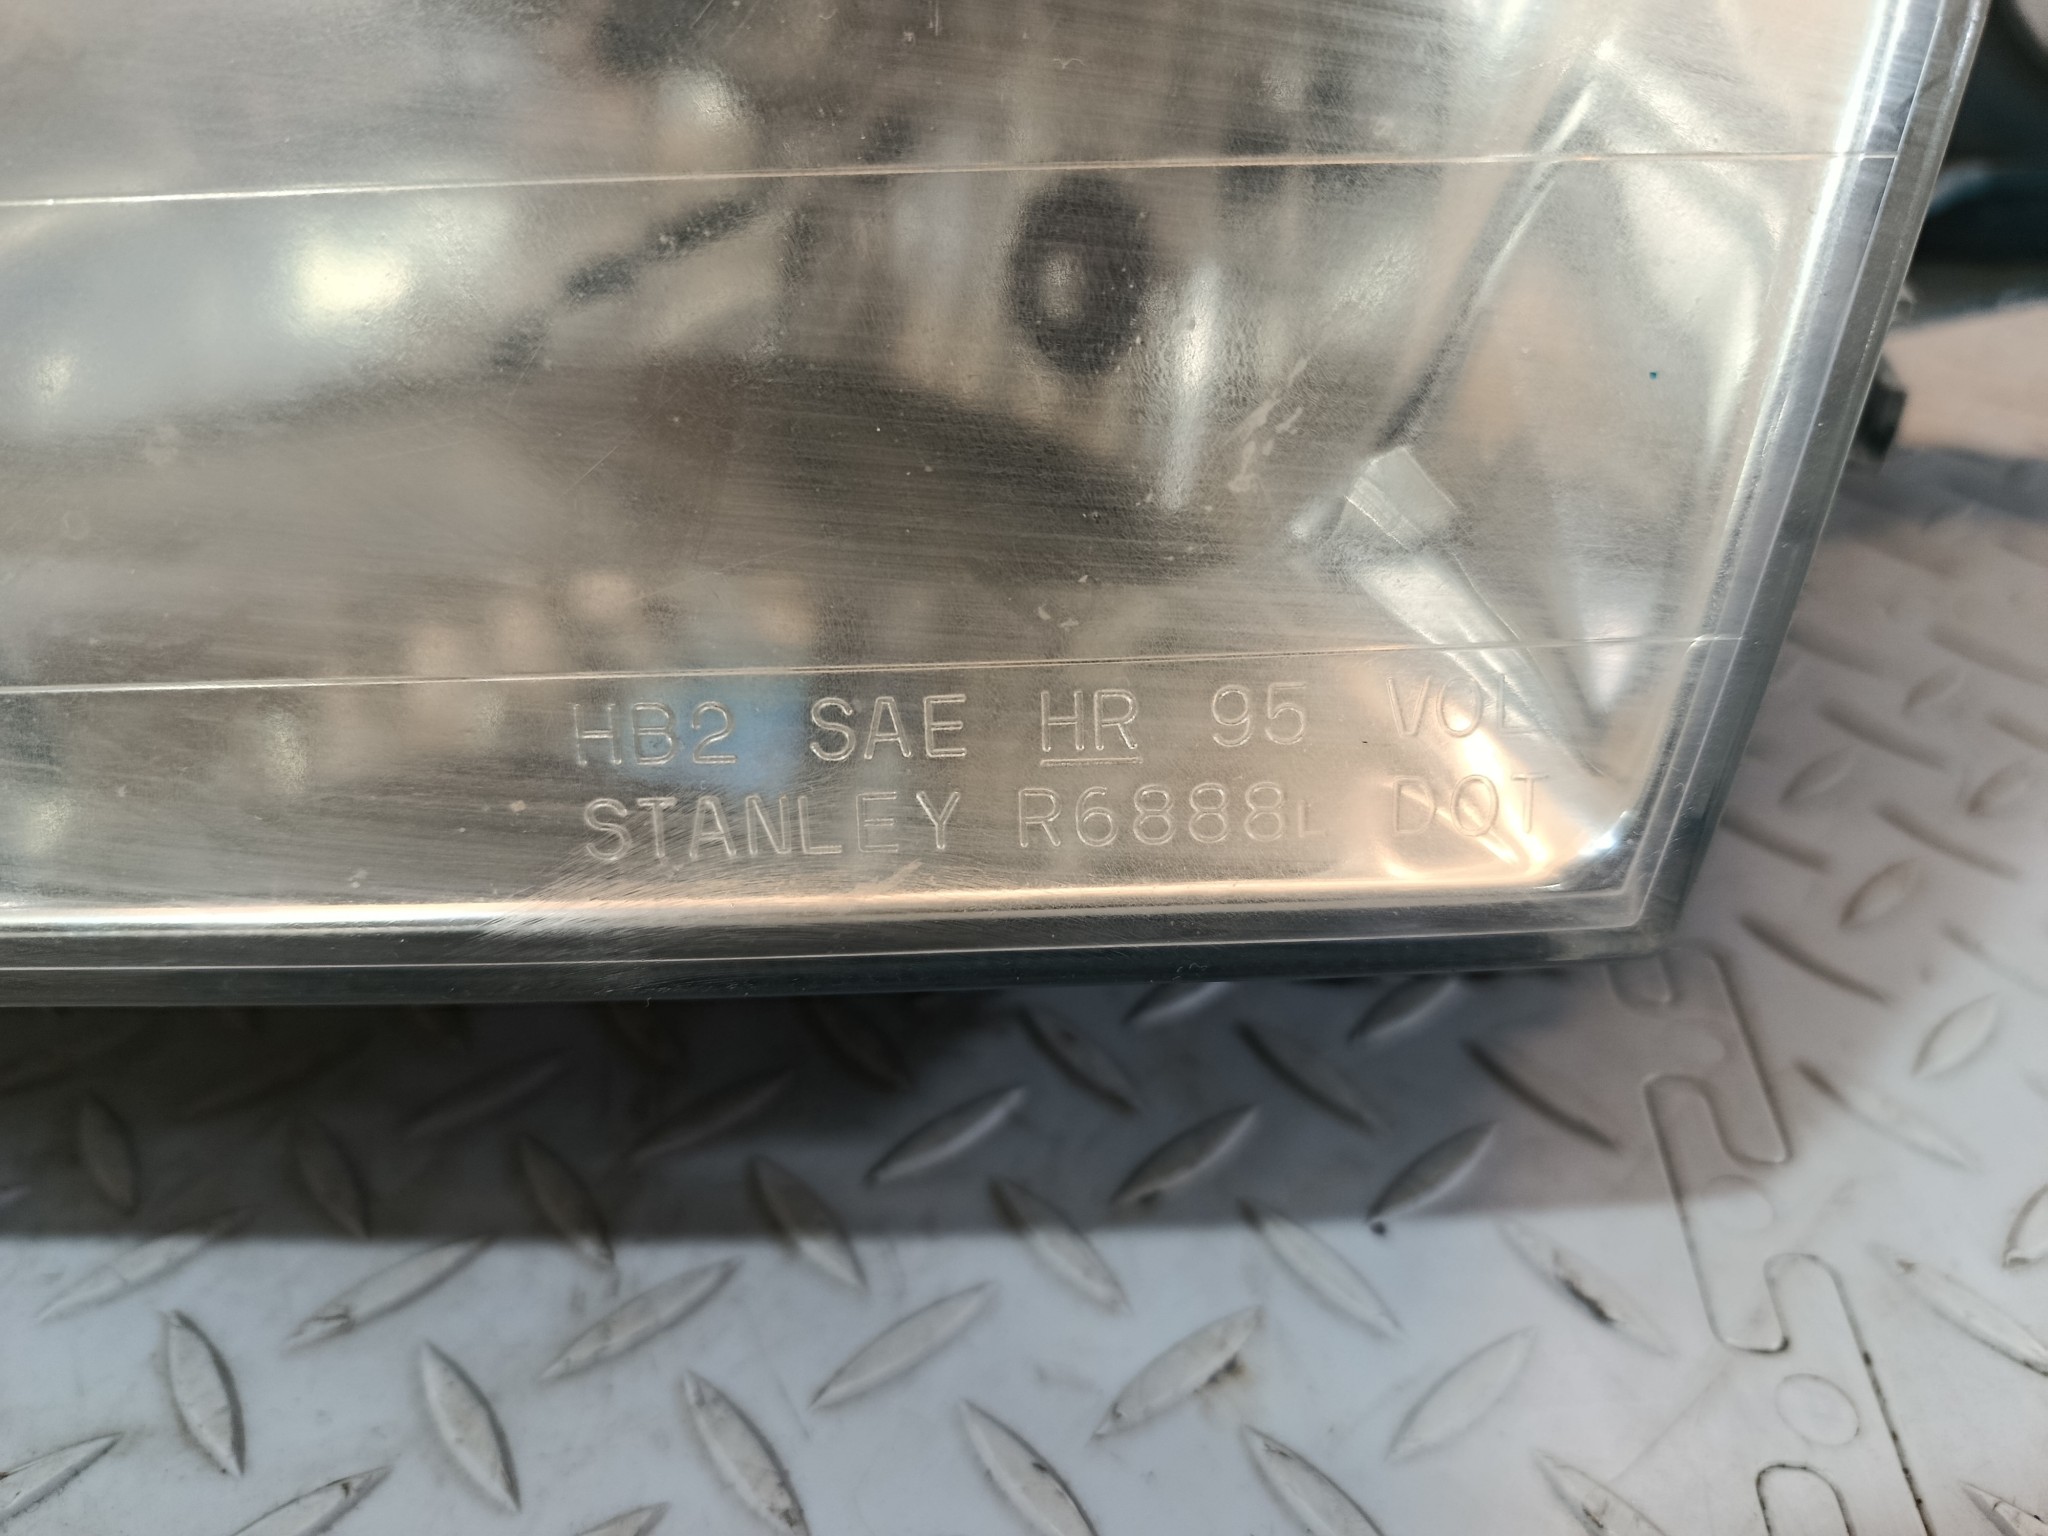 HB2 SAE HR 95 VOL
STANLEY R6888L DOT